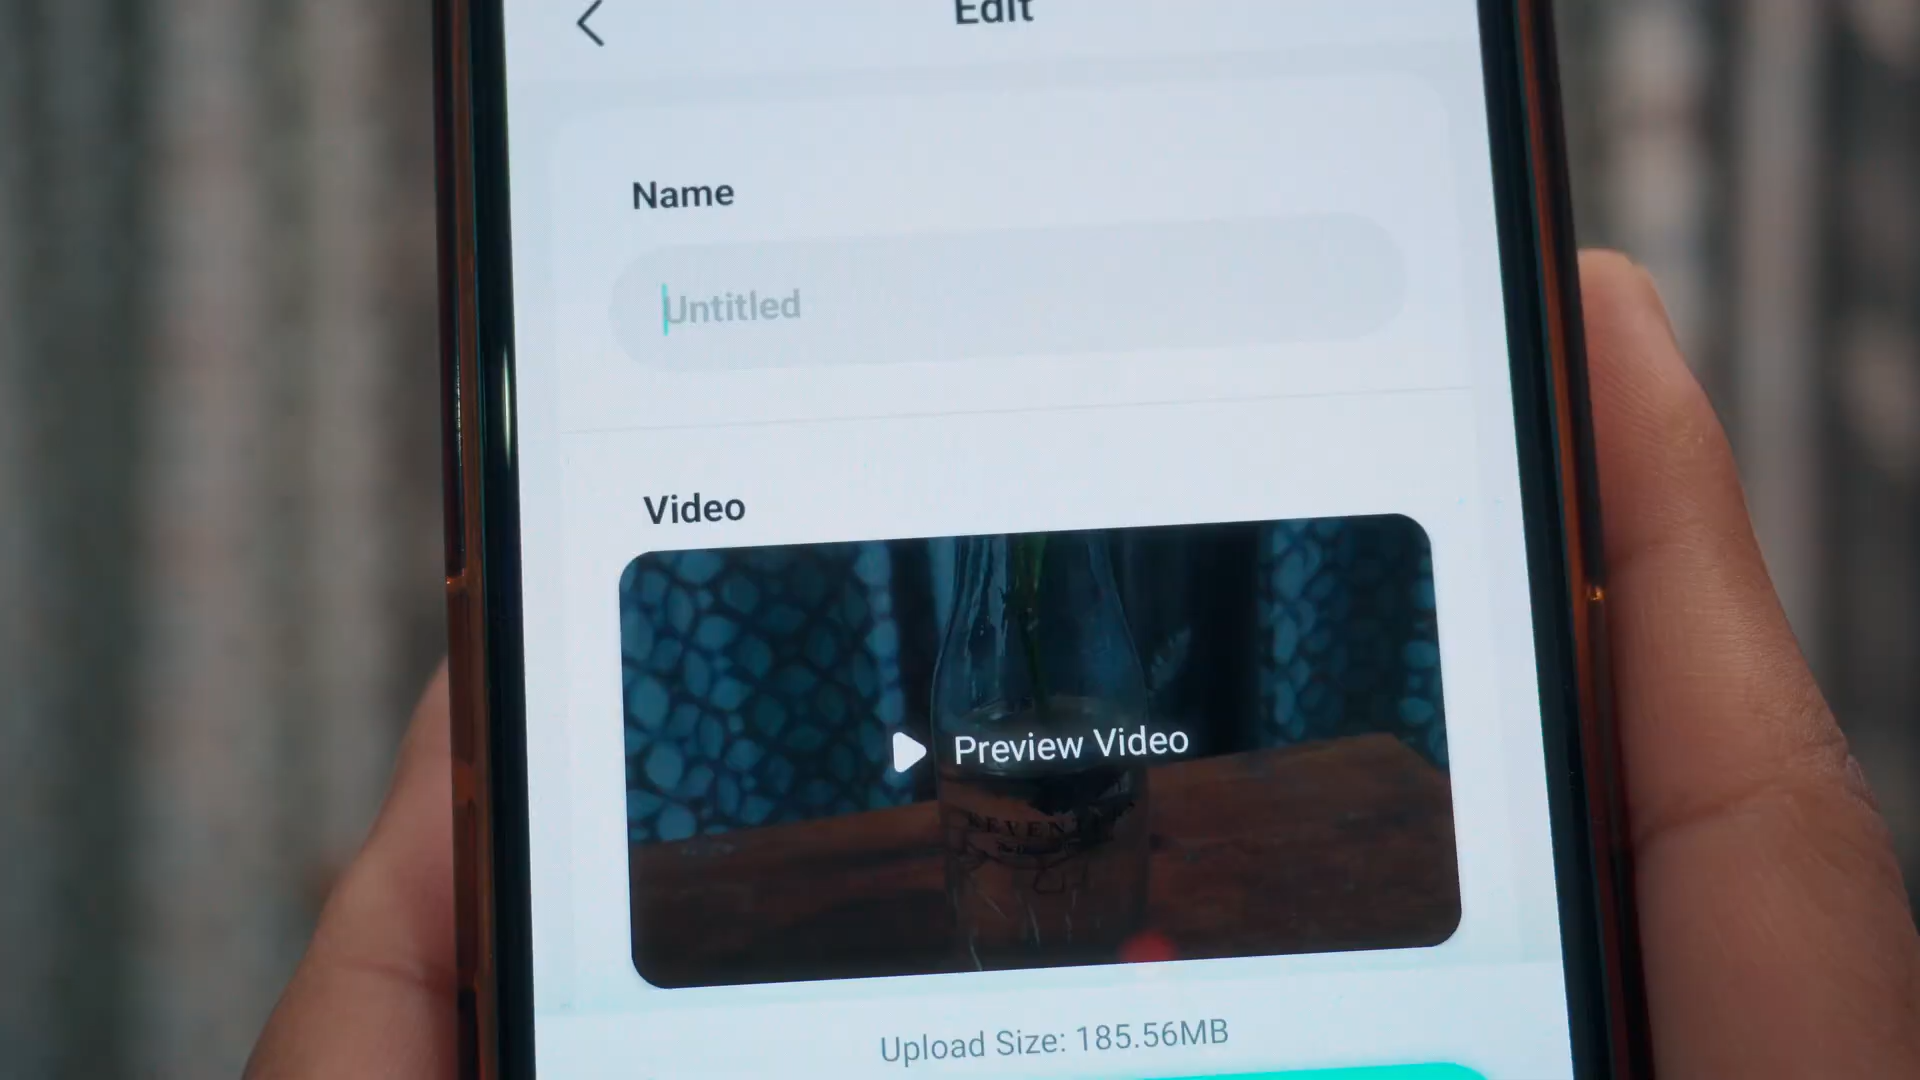 Edit
Name
Untitled
Video
Preview Video
Upload Size: 185.56MB